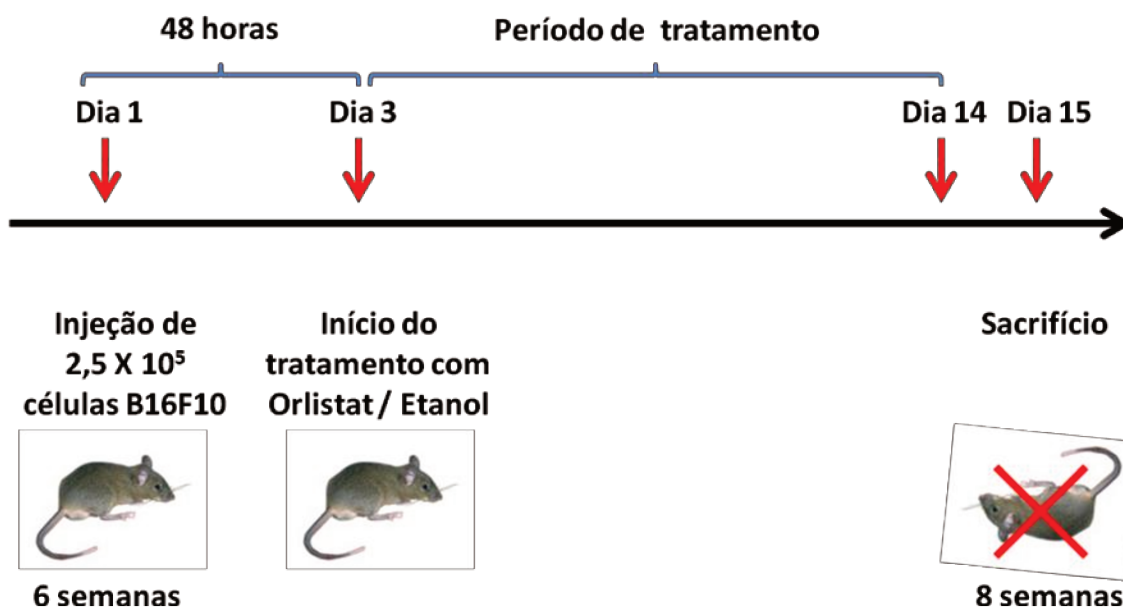 48 horas
Período de tratamento
Dia 1
Dia 3
Dia 14
Dia 15
Injeção de
2,5 X 10⁵
células B16F10
Início do
tratamento com
Orlistat / Etanol
Sacrifício
6 semanas
8 semanas